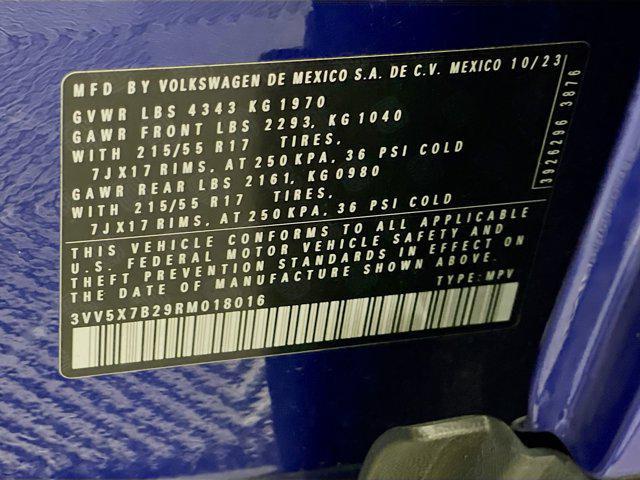 MFD BY VOLKSWAGEN DE MEXICO S.A. DE C.V. MEXICO 10/23
GVWR LBS 4343 KG 1970
GAWR FRONT LBS 2293, KG 1040
WITH 215/55 R17 TIRES,
7JX17 RIMS, AT 250 KPA, 36 PSI COLD
GAWR REAR LBS 2161, KG 0980
WITH 215/55 R17 TIRES,
7JX17 RIMS, AT 250 KPA, 36 PSI COLD
THIS VEHICLE CONFORMS TO ALL APPLICABLE
U.S. FEDERAL MOTOR VEHICLE SAFETY AND
THEFT PREVENTION STANDARDS IN EFFECT ON
THE DATE OF MANUFACTURE SHOWN ABOVE.
3VV5X7B29RM018016 TYPE: MPV
3926296 3876